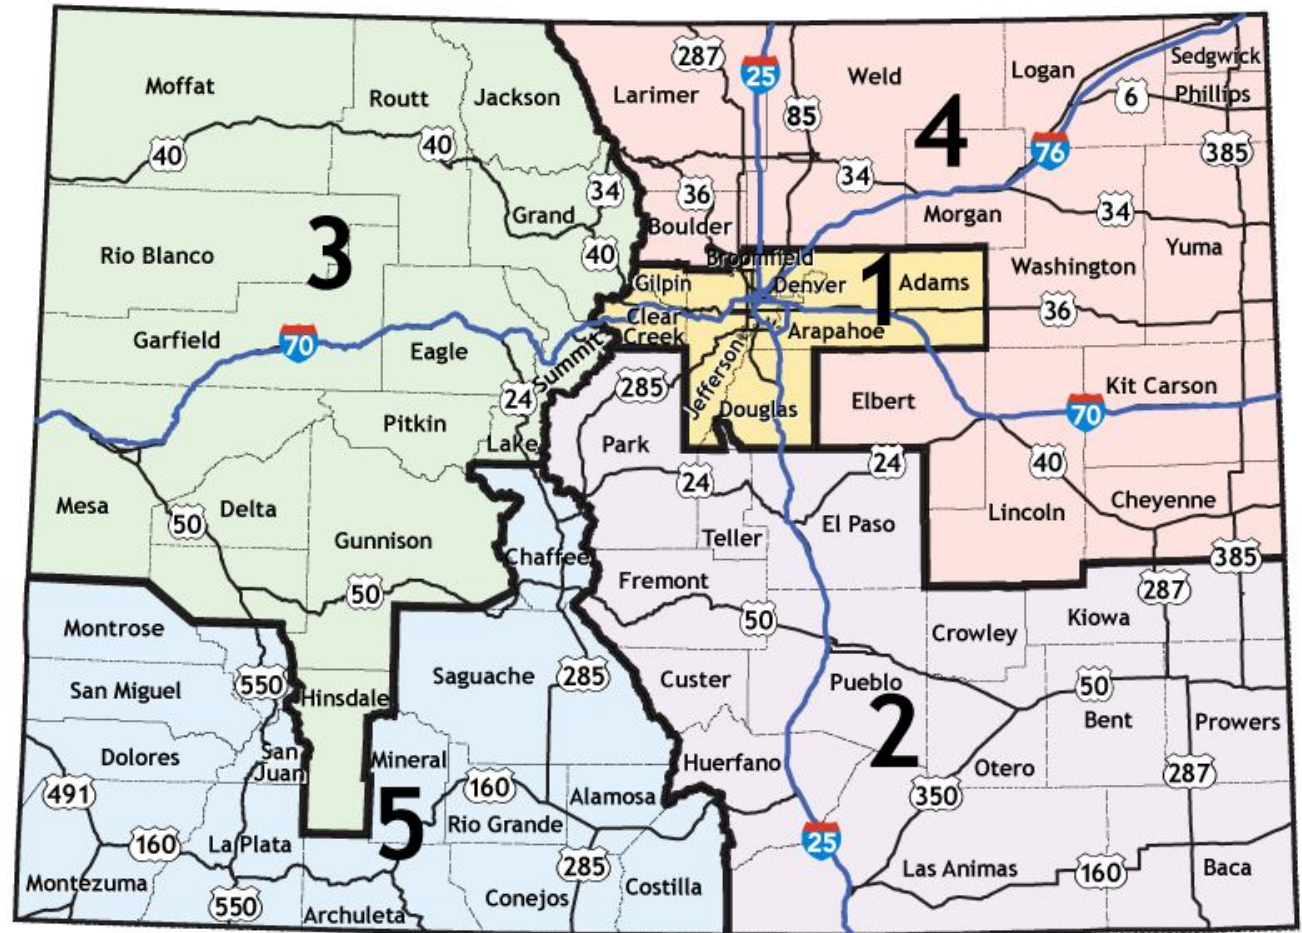 287
25
Weld
Logan
Sedgwick
Moffat
Routt
Jackson
Larimer
85
6
Phillips
4
76
385
40
40
34
36
34
Grand
Boulder
Morgan
34
3
40
Rio Blanco
Broomfield
Yuma
Gilpin
Denver
1
Adams
Washington
Clear
Creek
Arapahoe
36
Garfield
70
Eagle
Summit
Jefferson
285
24
Douglas
Elbert
Kit Carson
70
Pitkin
Lake
Park
24
24
40
Mesa
Delta
50
Gunnison
Teller
El Paso
Lincoln
Cheyenne
Chaffee
385
50
Fremont
50
287
Kiowa
Montrose
Crowley
San Miguel
550
Hinsdale
Saguache
285
Custer
Pueblo
50
2
Bent
Prowers
Dolores
San
Juan
Mineral
Huerfano
Otero
287
491
5
160
Alamosa
350
Rio Grande
25
160
La Plata
285
Las Animas
160
Baca
Montezuma
550
Archuleta
Conejos
Costilla